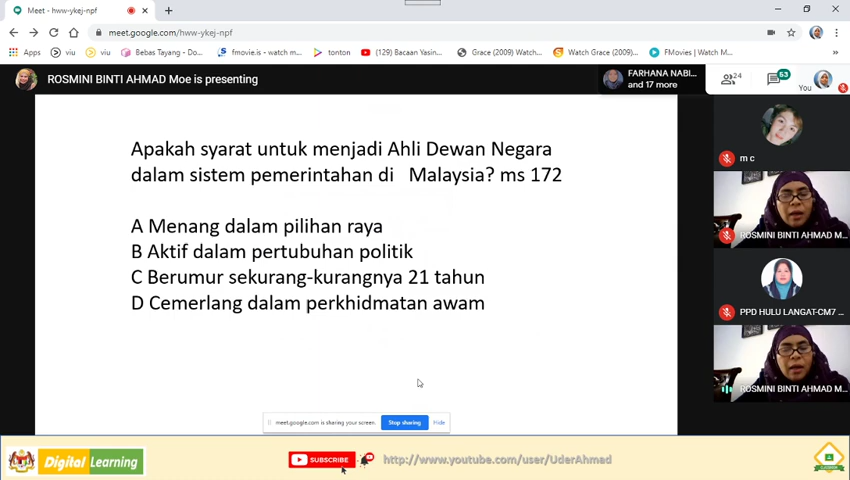 Meet - hww-ykej-npf
meet.google.com/hww-ykej-npf
Apps
viu
viu
Bebas Tayang - Do...
fmovie.is - watch m...
tonton
(129) Bacaan Yasin...
Grace (2009) Watch...
Watch Grace (2009)...
FMovies | Watch M...
ROSMINI BINTI AHMAD Moe is presenting
FARHANA NABI...
and 17 more
24
53
You
Apakah syarat untuk menjadi Ahli Dewan Negara
dalam sistem pemerintahan di Malaysia? ms 172
A Menang dalam pilihan raya
B Aktif dalam pertubuhan politik
C Berumur sekurang-kurangnya 21 tahun
D Cemerlang dalam perkhidmatan awam
m c
ROSMINI BINTI AHMAD M...
PPD HULU LANGAT-CM7 ...
ROSMINI BINTI AHMAD M...
meet.google.com is sharing your screen.
Stop sharing
Hide
Digital Learning
SUBSCRIBE
http://www.youtube.com/user/UderAhmad